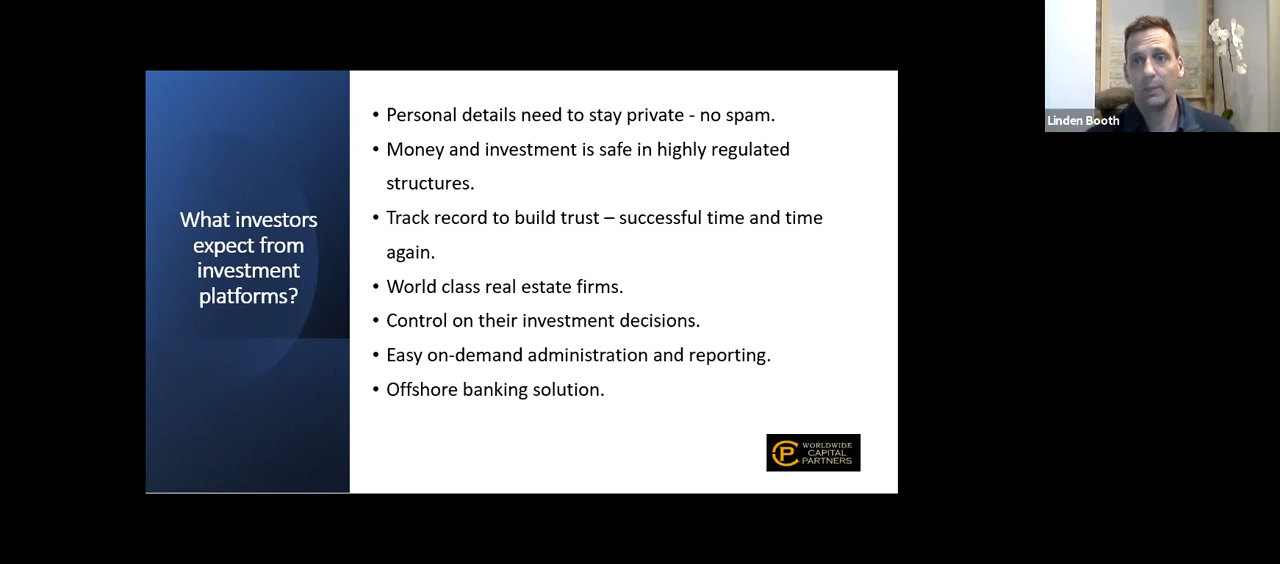 Linden Booth
What investors
expect from
investment
platforms?
• Personal details need to stay private - no spam.
• Money and investment is safe in highly regulated
structures.
• Track record to build trust – successful time and time
again.
• World class real estate firms.
• Control on their investment decisions.
• Easy on-demand administration and reporting.
• Offshore banking solution.
CP
WORLDWIDE
CAPITAL
PARTNERS